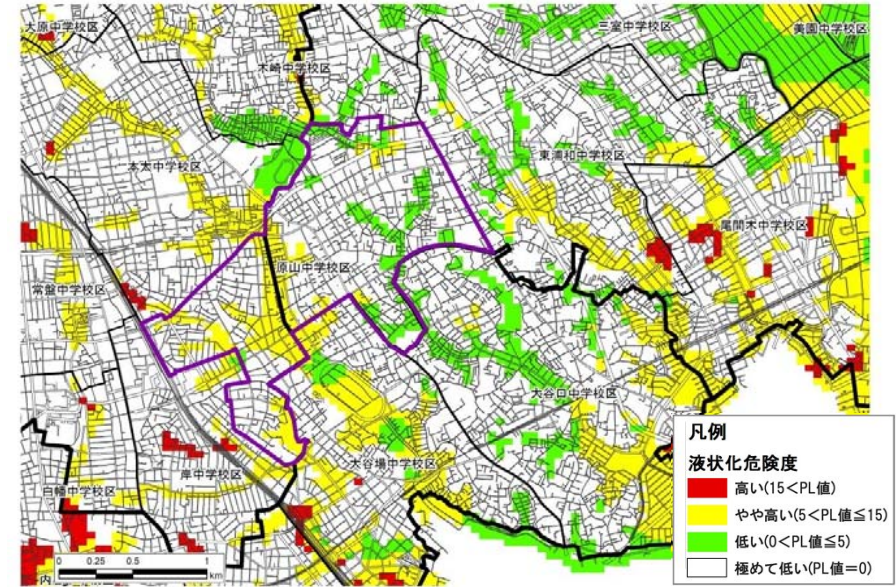 大原中学校区
三室中学校区
美園中学校区
木崎中学校区
本太中学校区
東浦和中学校区
尾間木中学校区
原山中学校区
常盤中学校区
大谷口中学校区
岸中学校区
大谷場中学校区
白幡中学校区
内
0 0.25 0.5 1
km
凡例
液状化危険度
高い(15＜PL値)
やや高い(5＜PL値≦15)
低い(0＜PL値≦5)
極めて低い(PL値＝0)